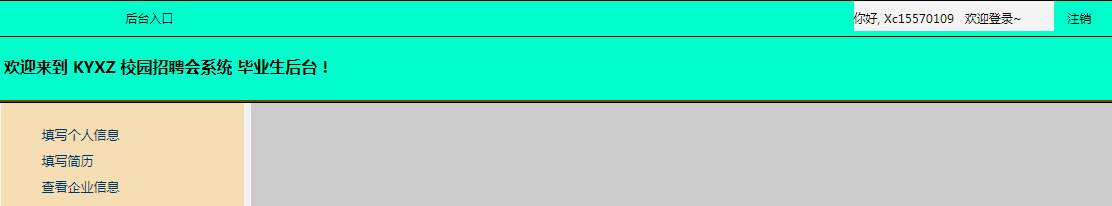 后台入口 你好, Xc15570109 欢迎登录~ 注销
欢迎来到 KYXZ 校园招聘会系统 毕业生后台！
填写个人信息
填写简历
查看企业信息